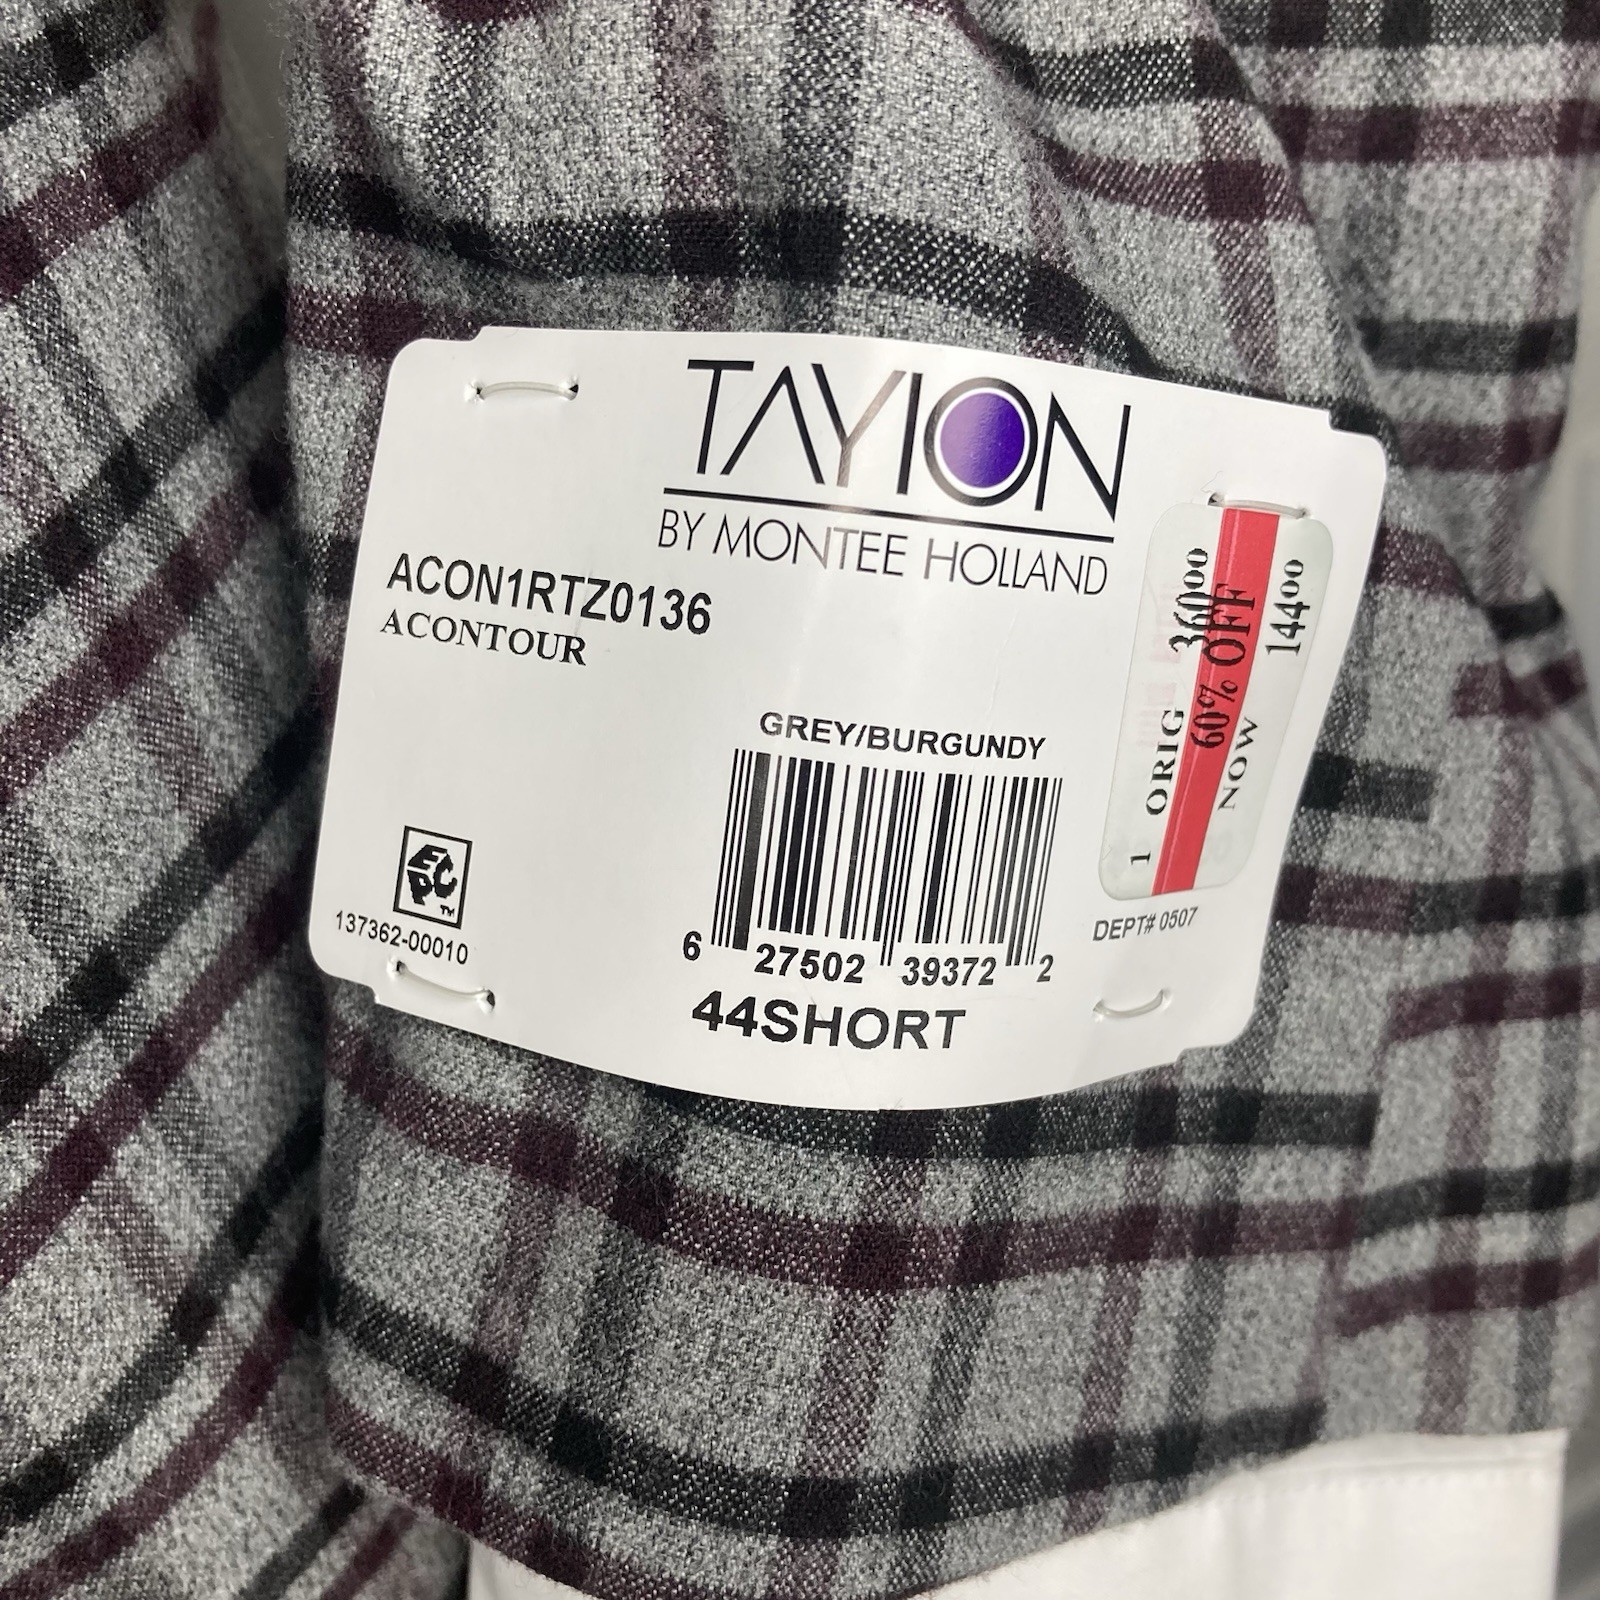 TAYION
BY MONTEE HOLLAND
ACON1RTZ0136
ACONTOUR
GREY/BURGUNDY
6 27502 39372 2
44SHORT
EPC™
137362-00010
DEPT# 0507
1 ORIG 360⁰⁰
60% OFF
NOW 144⁰⁰